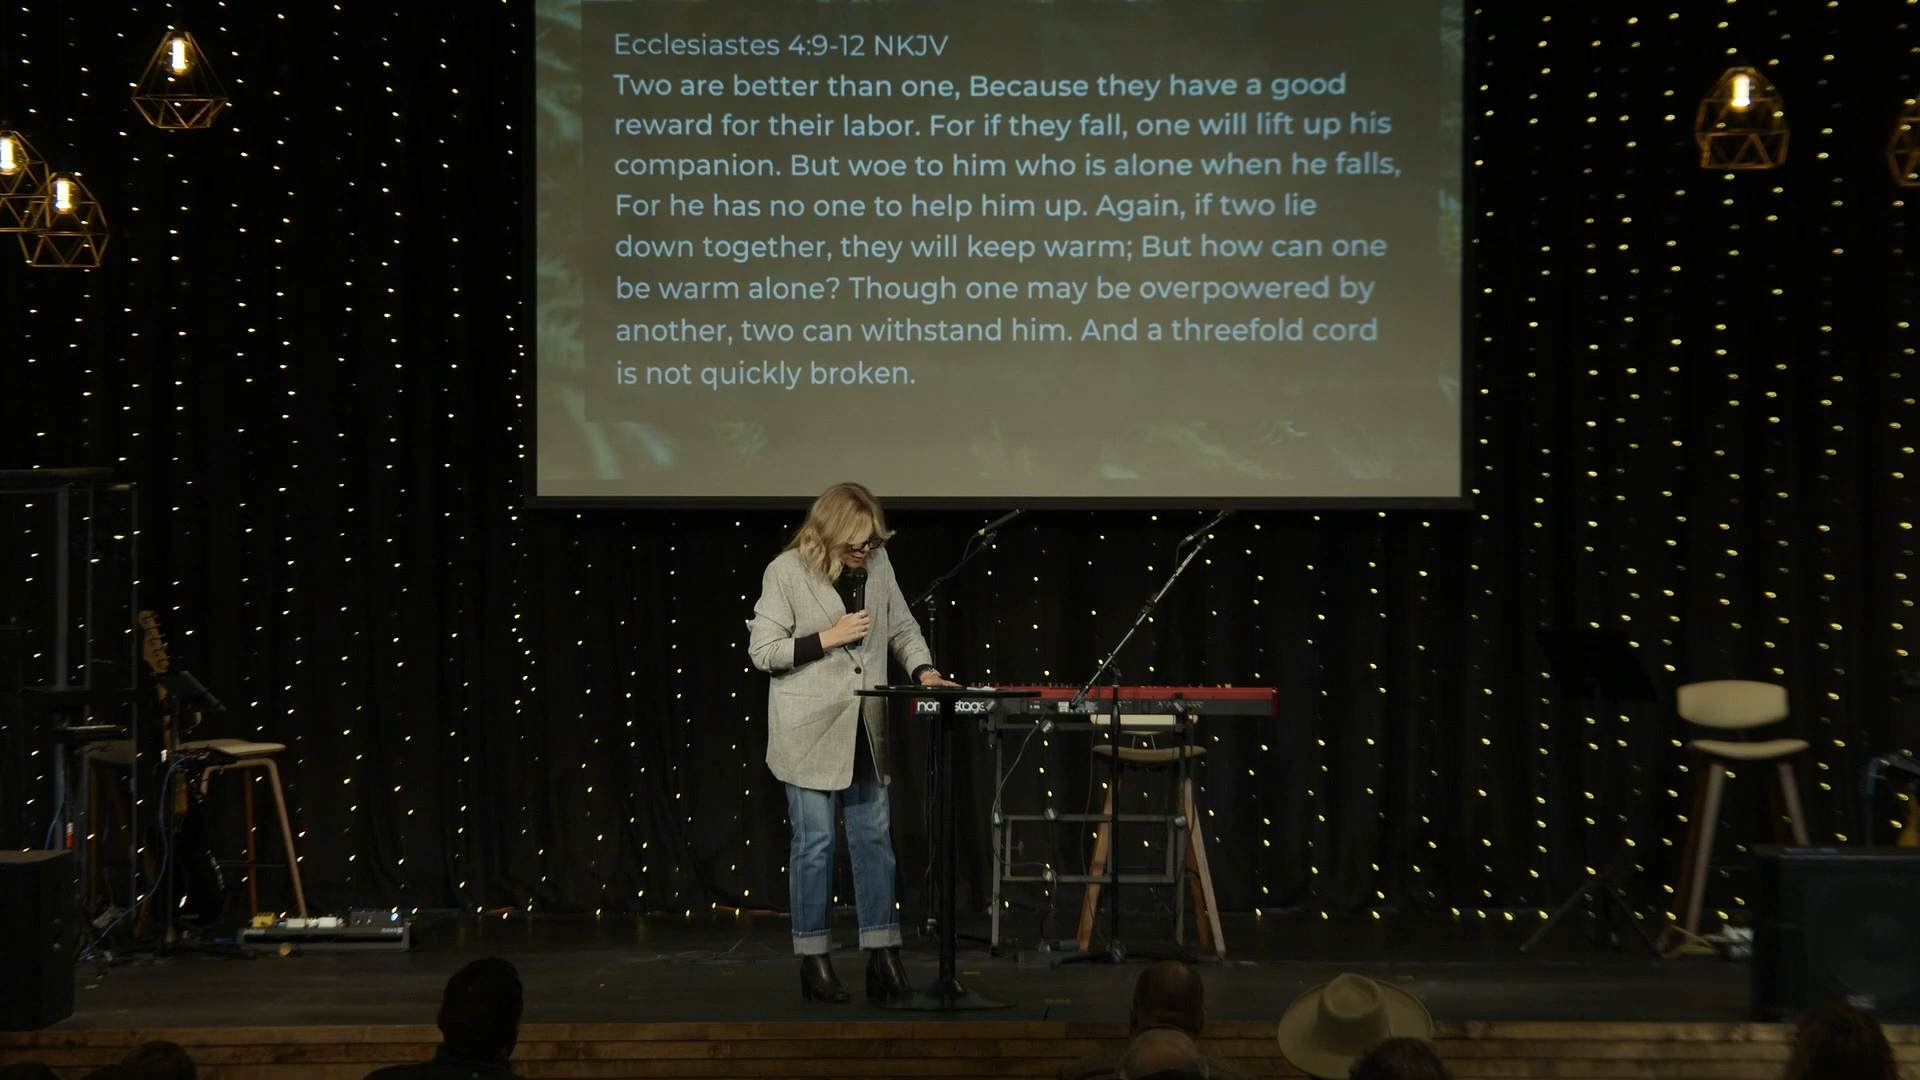 Ecclesiastes 4:9-12 NKJV
Two are better than one, Because they have a good
reward for their labor. For if they fall, one will lift up his
companion. But woe to him who is alone when he falls,
For he has no one to help him up. Again, if two lie
down together, they will keep warm; But how can one
be warm alone? Though one may be overpowered by
another, two can withstand him. And a threefold cord
is not quickly broken.
nord stage